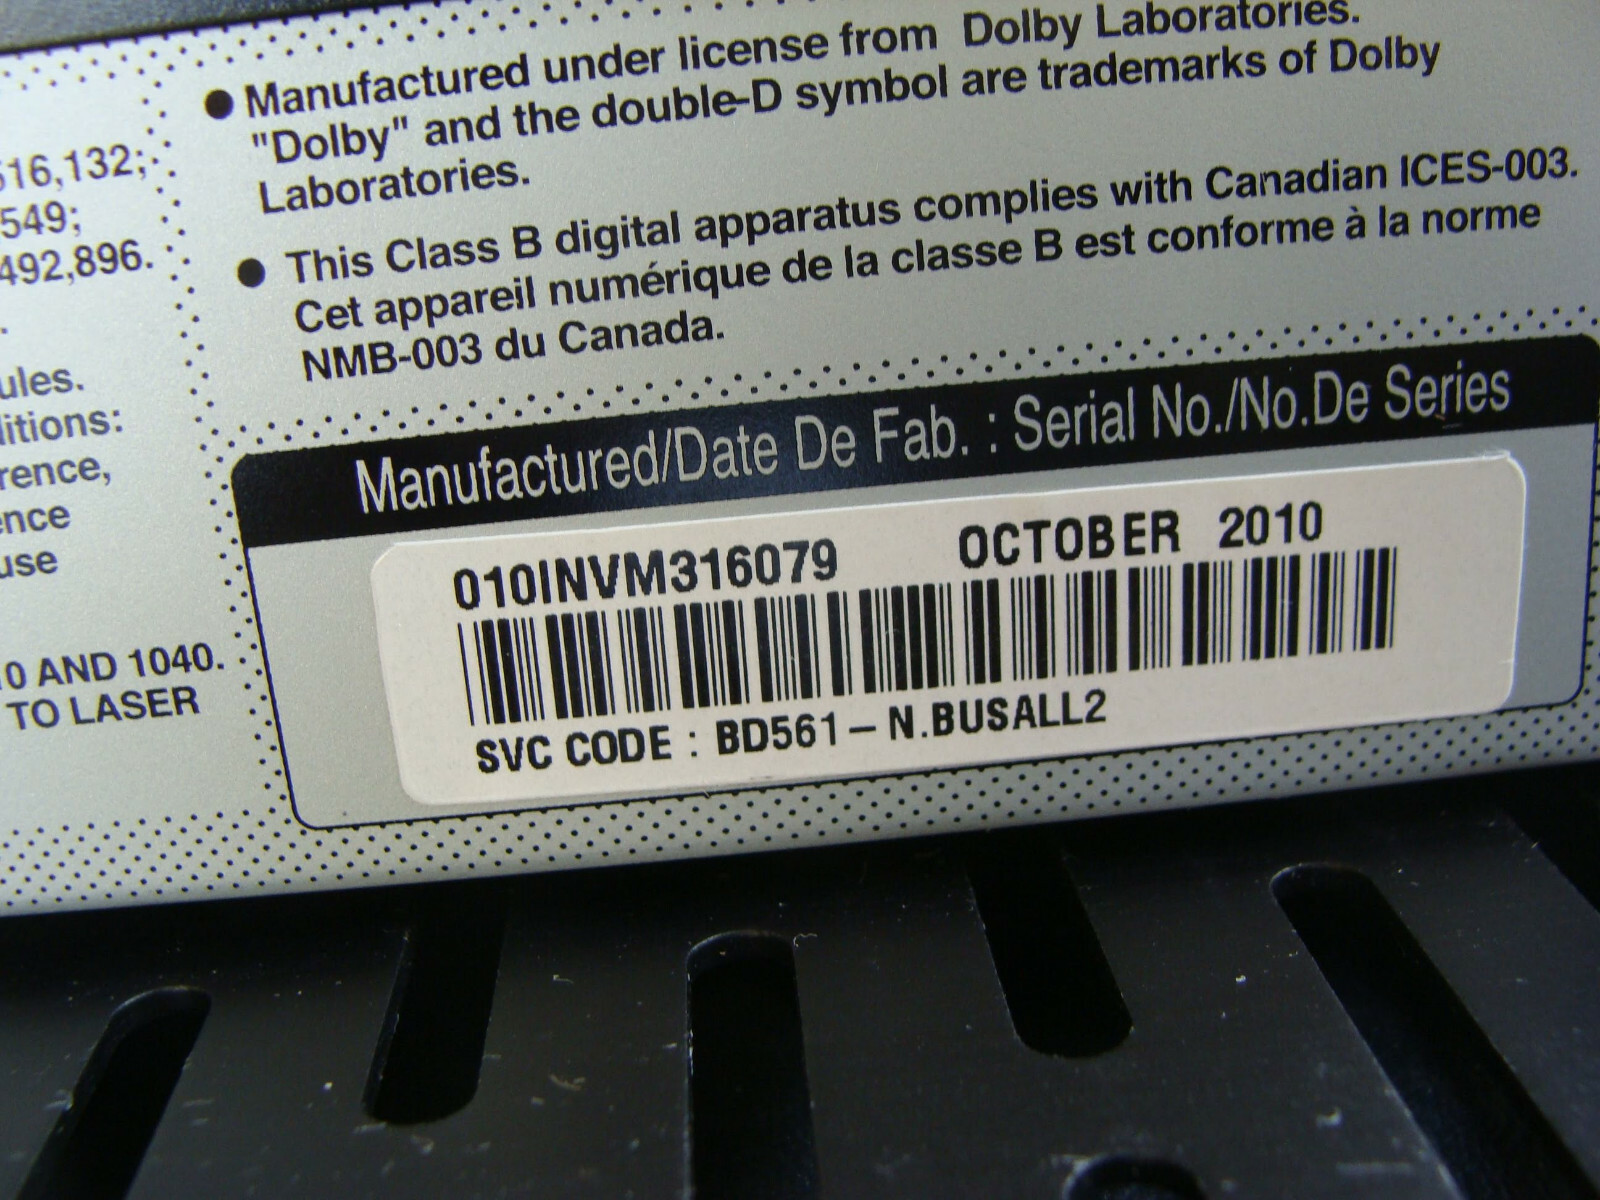 516,132;
549;
492,896.
ules.
litions:
rence,
ence
use
0 AND 1040.
TO LASER
● Manufactured under license from Dolby Laboratories.
"Dolby" and the double-D symbol are trademarks of Dolby
Laboratories.
● This Class B digital apparatus complies with Canadian ICES-003.
Cet appareil numérique de la classe B est conforme à la norme
NMB-003 du Canada.
Manufactured/Date De Fab. : Serial No./No.De Series
010INVM316079 OCTOBER 2010
SVC CODE : BD561-N.BUSALL2